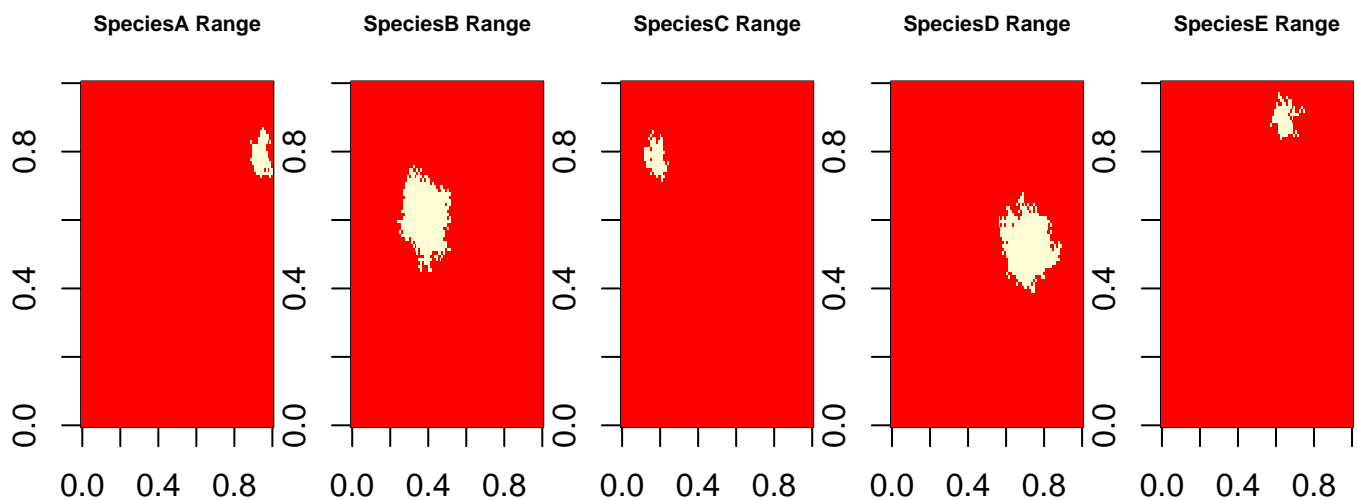 SpeciesA Range SpeciesB Range SpeciesC Range SpeciesD Range SpeciesE Range
0.8 0.8 0.8 0.8 0.8
0.4 0.4 0.4 0.4 0.4
0.0 0.0 0.0 0.0 0.0
0.0 0.4 0.8 0.0 0.4 0.8 0.0 0.4 0.8 0.0 0.4 0.8 0.0 0.4 0.8